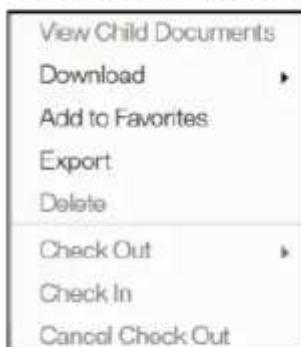 View Child Documents
Download
Add to Favorites
Export
Delete
Check Out
Check In
Cancel Check Out